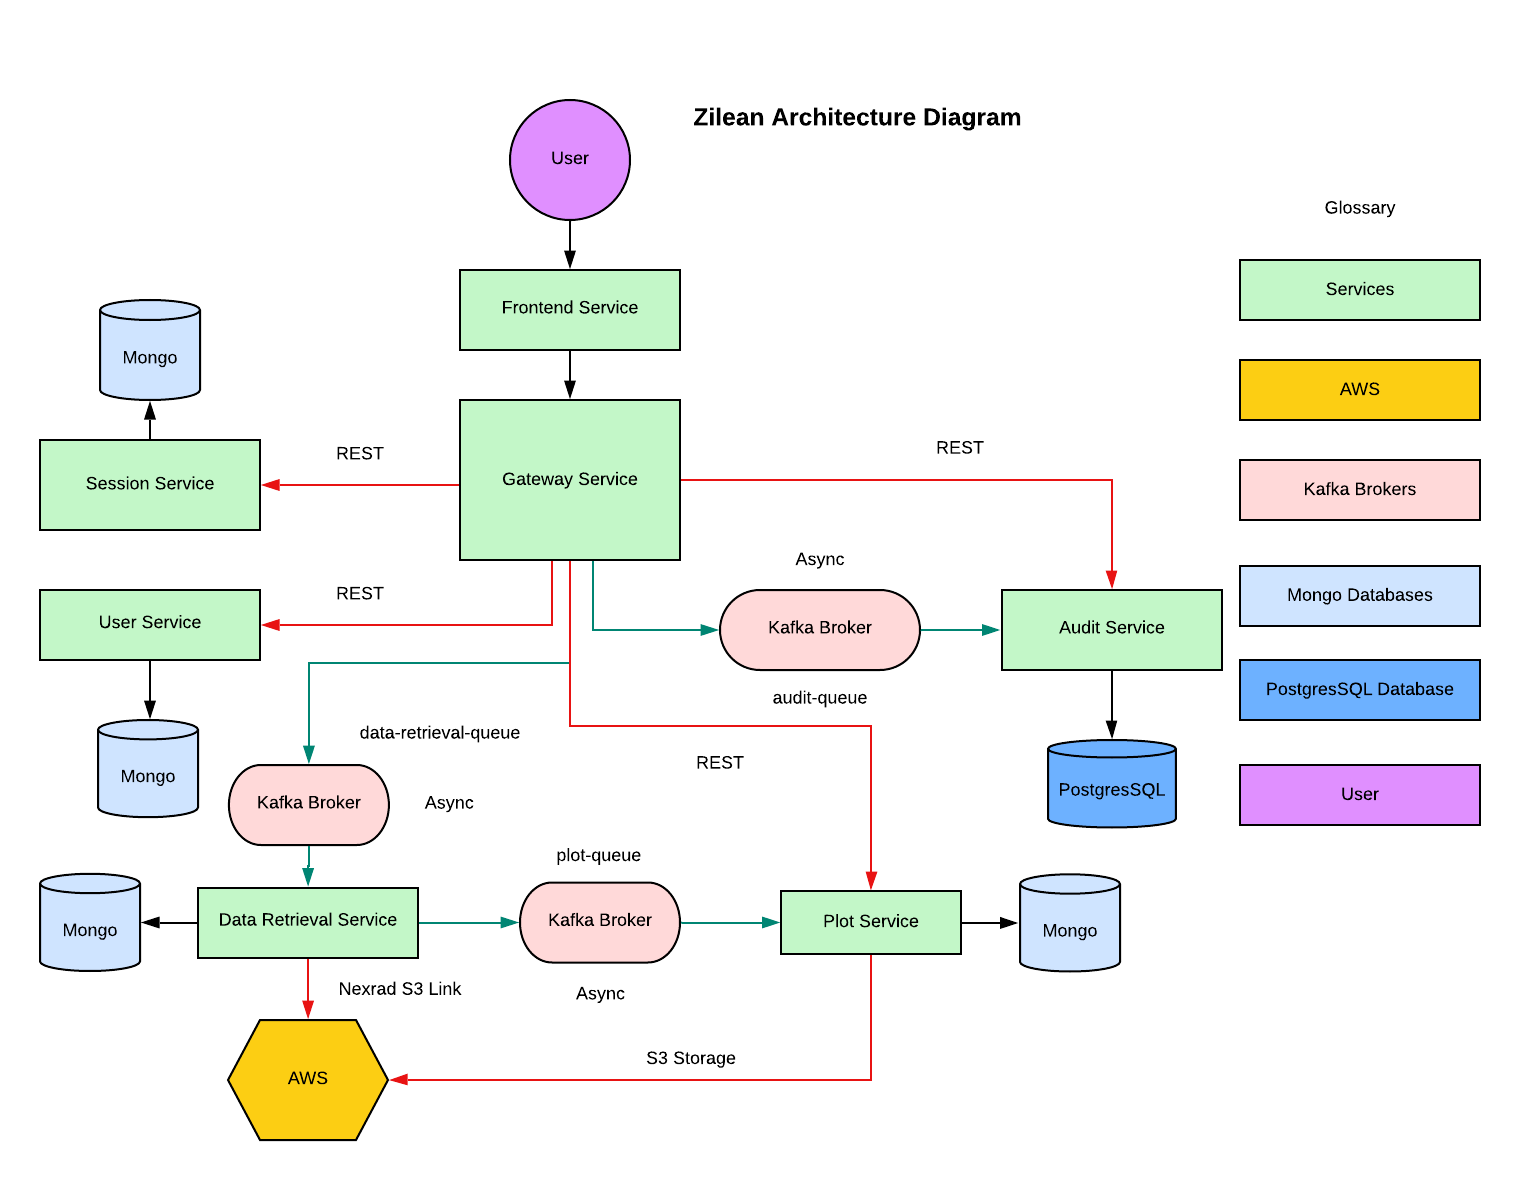 Zilean Architecture Diagram
User
Glossary
Frontend Service
Services
Mongo
AWS
REST
REST
Session Service
Gateway Service
Kafka Brokers
Async
REST
Mongo Databases
User Service
Kafka Broker
Audit Service
audit-queue
PostgresSQL Database
data-retrieval-queue
REST
Mongo
PostgresSQL
User
Kafka Broker
Async
plot-queue
Mongo
Data Retrieval Service
Kafka Broker
Plot Service
Mongo
Nexrad S3 Link
Async
S3 Storage
AWS